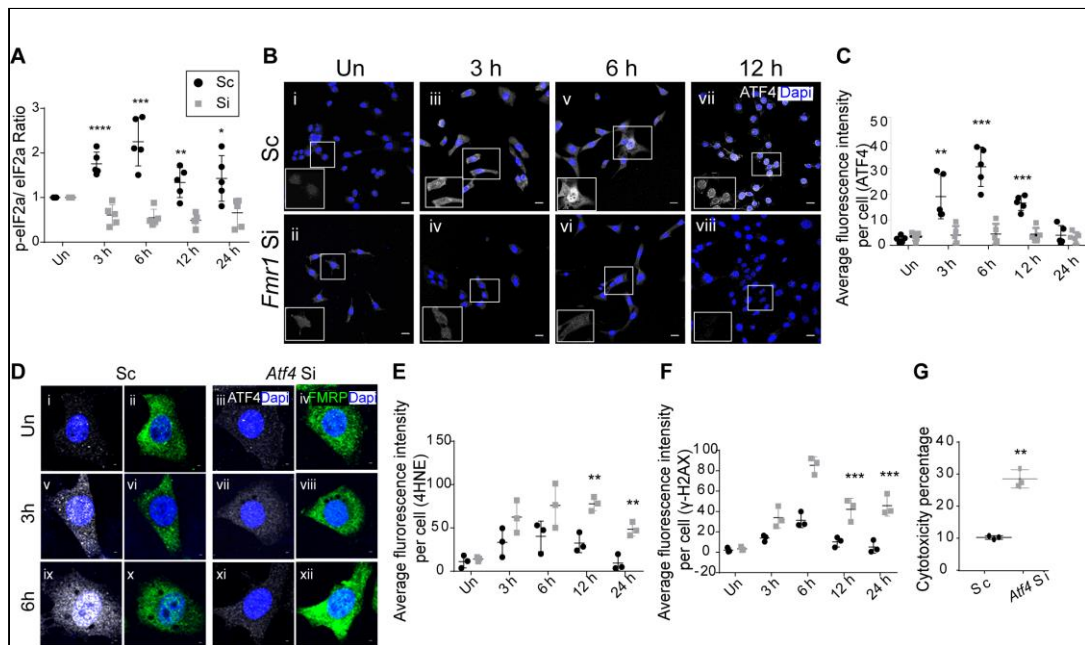 A
Sc
Si
p-eIF2a/ eIF2a Ratio
3
2
1
0
****
***
**
*
Un
3 h
6 h
12 h
24 h
B
Un
3 h
6 h
12 h
Sc
Fmr1 Si
i
iii
v
vii
ATF4 Dapi
ii
iv
vi
viii
C
Average fluorescence intensity
per cell (ATF4)
50
40
30
20
10
0
**
***
***
Un
3 h
6 h
12 h
24 h
D
Sc
Atf4 Si
Un
3h
6h
i
ii
iii ATF4 Dapi
iv FMRP Dapi
v
vi
vii
viii
ix
x
xi
xii
E
Average fluorescence intensity
per cell (4HNE)
150
100
50
0
**
**
Un
3 h
6 h
12 h
24 h
F
Average fluorescence intensity
per cell (γ-H2AX)
100
80
60
40
20
0
-20
***
***
Un
3 h
6 h
12 h
24 h
G
Cytotoxicity percentage
40
30
20
10
0
**
Sc
Atf4 Si